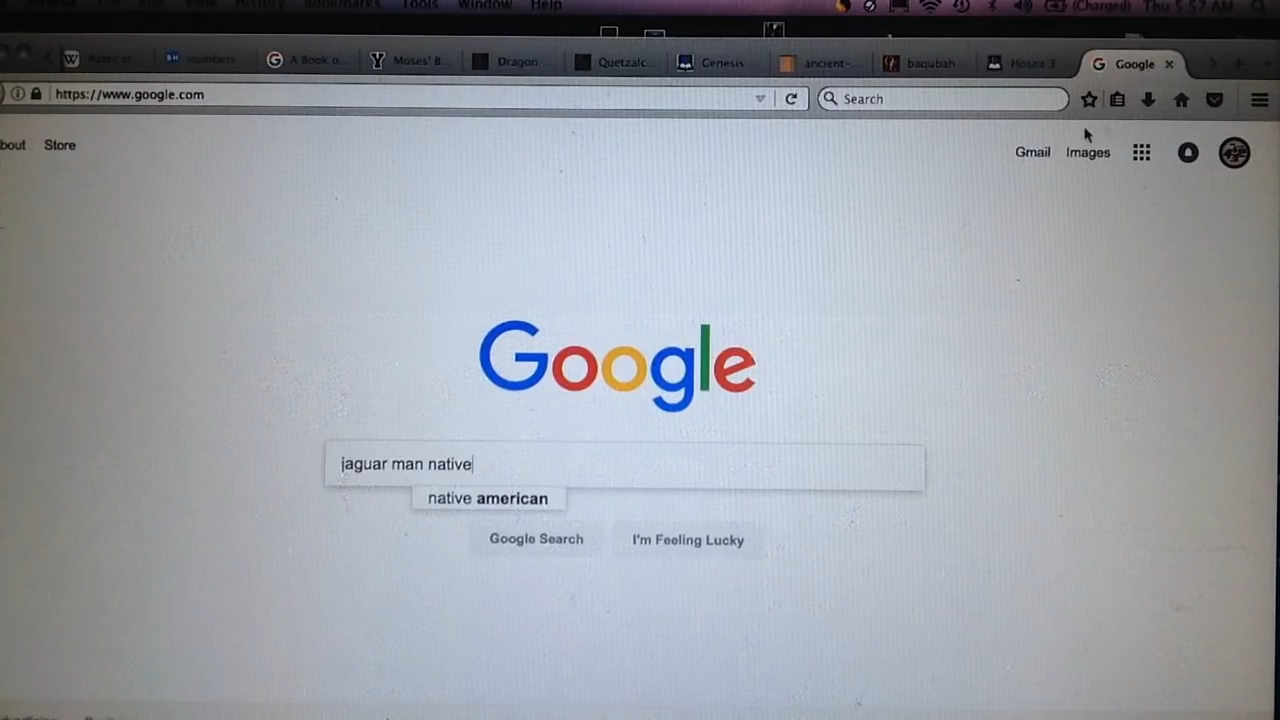 History Bookmarks Tools Window Help (Charged) Thu 5:57 AM
numbers A Book o... Moses' B... Dragon Quetzalc... Genesis ancient-... baqubah Hosea 1 Google
https://www.google.com Search
bout Store Gmail Images
Google
jaguar man native
native american
Google Search I'm Feeling Lucky